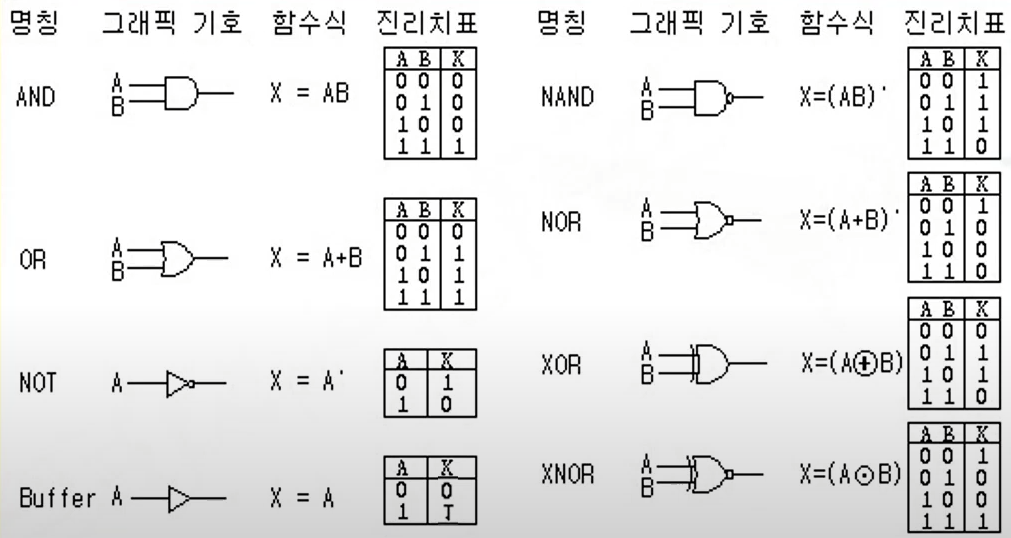 명칭 그래픽 기호 함수식 진리치표
AND A B X = AB
A B X
0 0 0
0 1 0
1 0 0
1 1 1
OR A B X = A+B
A B X
0 0 0
0 1 1
1 0 1
1 1 1
NOT A X = A'
A X
0 1
1 0
Buffer A X = A
A X
0 0
1 1
명칭 그래픽 기호 함수식 진리치표
NAND A B X=(AB)'
A B X
0 0 1
0 1 1
1 0 1
1 1 0
NOR A B X=(A+B)'
A B X
0 0 1
0 1 0
1 0 0
1 1 0
XOR A B X=(A⊕B)
A B X
0 0 0
0 1 1
1 0 1
1 1 0
XNOR A B X=(A⊙B)
A B X
0 0 1
0 1 0
1 0 0
1 1 1